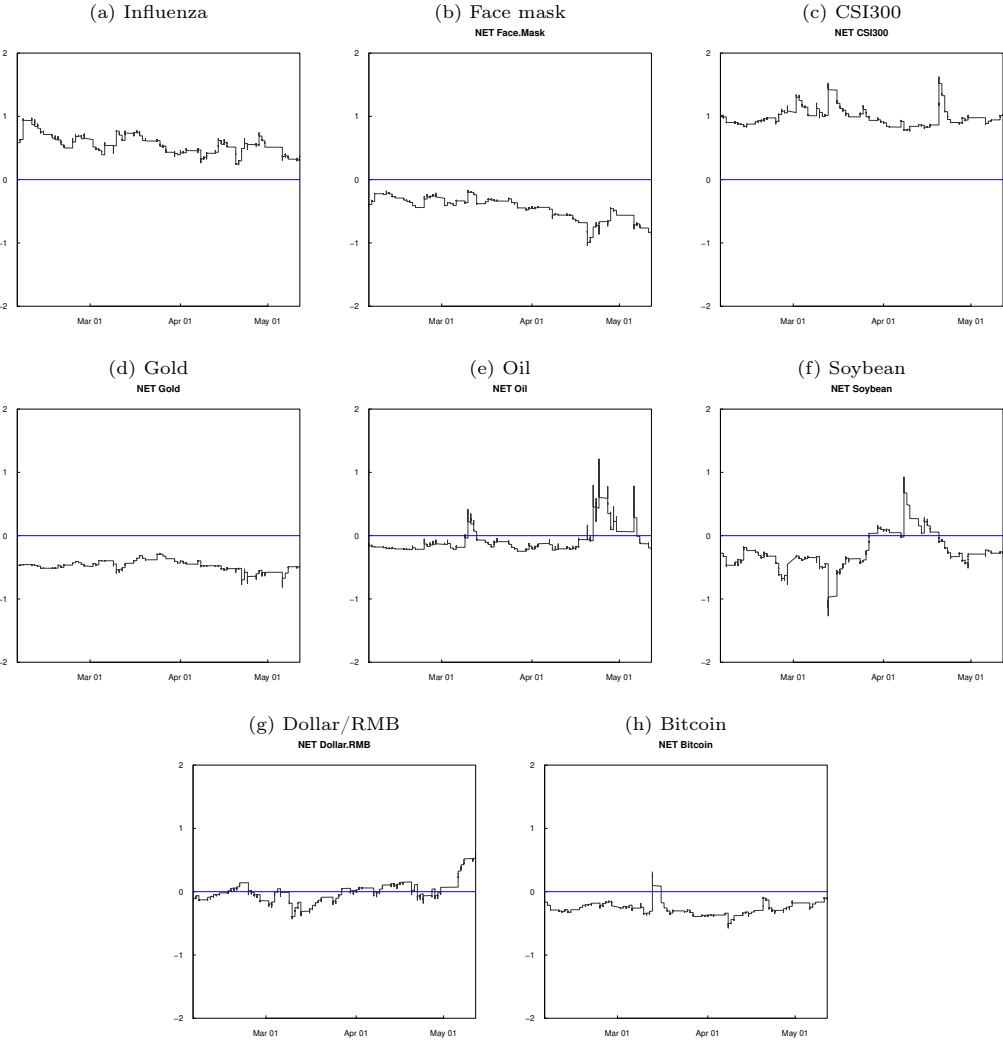 (a) Influenza (b) Face mask (c) CSI300
NET Face.Mask NET CSI300
2
1
0
−1
−2
Mar 01 Apr 01 May 01
2
1
0
−1
−2
Mar 01 Apr 01 May 01
2
1
0
−1
−2
Mar 01 Apr 01 May 01
(d) Gold (e) Oil (f) Soybean
NET Gold NET Oil NET Soybean
2
1
0
−1
−2
Mar 01 Apr 01 May 01
2
1
0
−1
−2
Mar 01 Apr 01 May 01
2
1
0
−1
−2
Mar 01 Apr 01 May 01
(g) Dollar/RMB (h) Bitcoin
NET Dollar.RMB NET Bitcoin
2
1
0
−1
−2
Mar 01 Apr 01 May 01
2
1
0
−1
−2
Mar 01 Apr 01 May 01